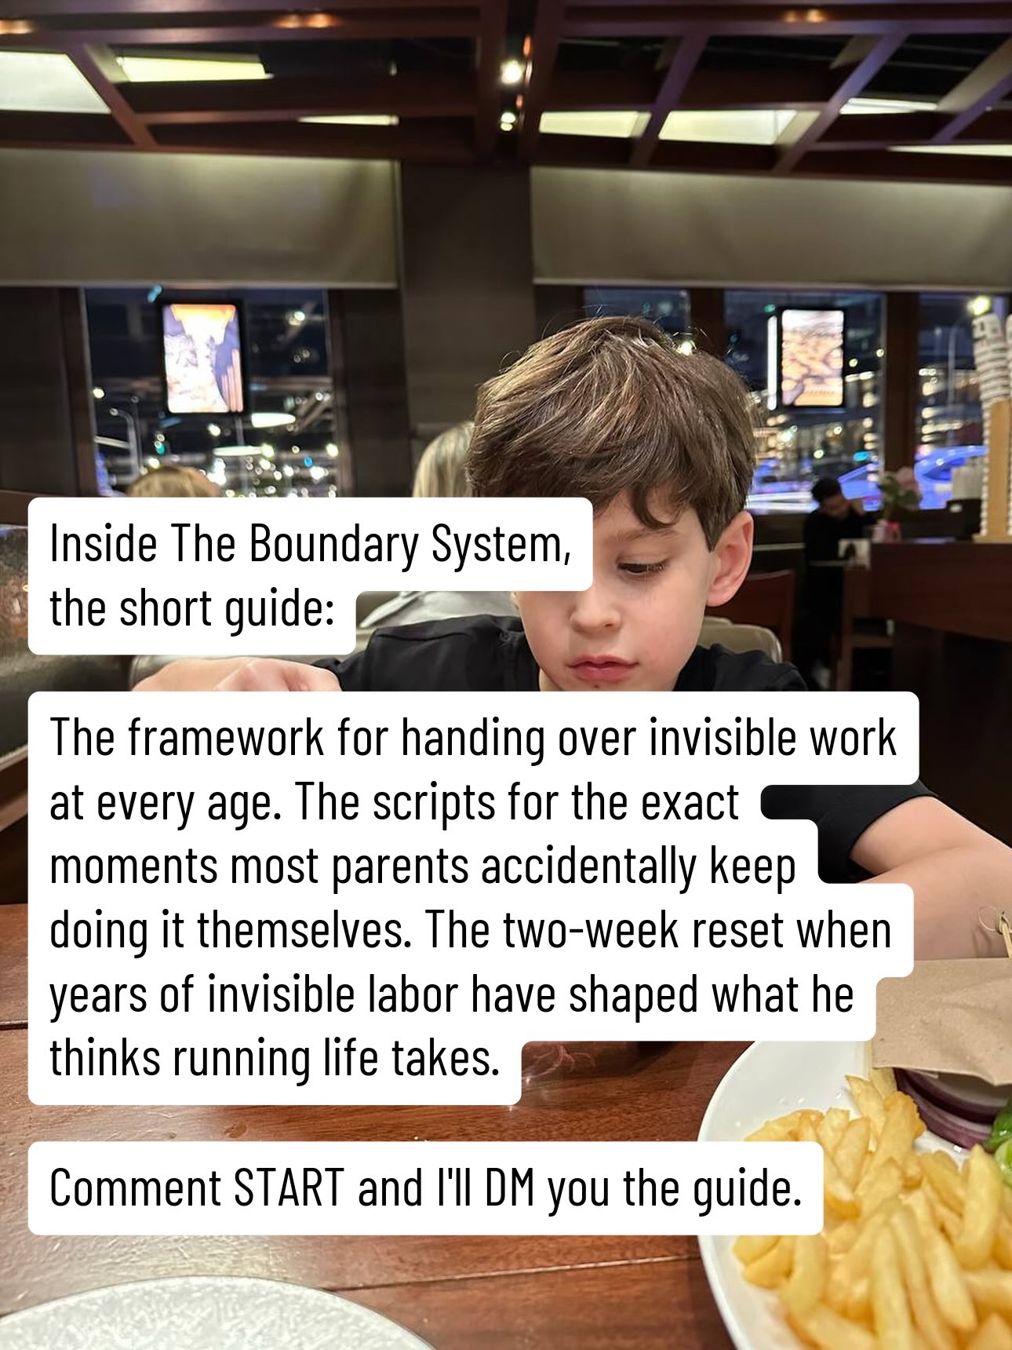 Inside The Boundary System,
the short guide:
The framework for handing over invisible work
at every age. The scripts for the exact
moments most parents accidentally keep
doing it themselves. The two-week reset when
years of invisible labor have shaped what he
thinks running life takes.
Comment START and I'll DM you the guide.